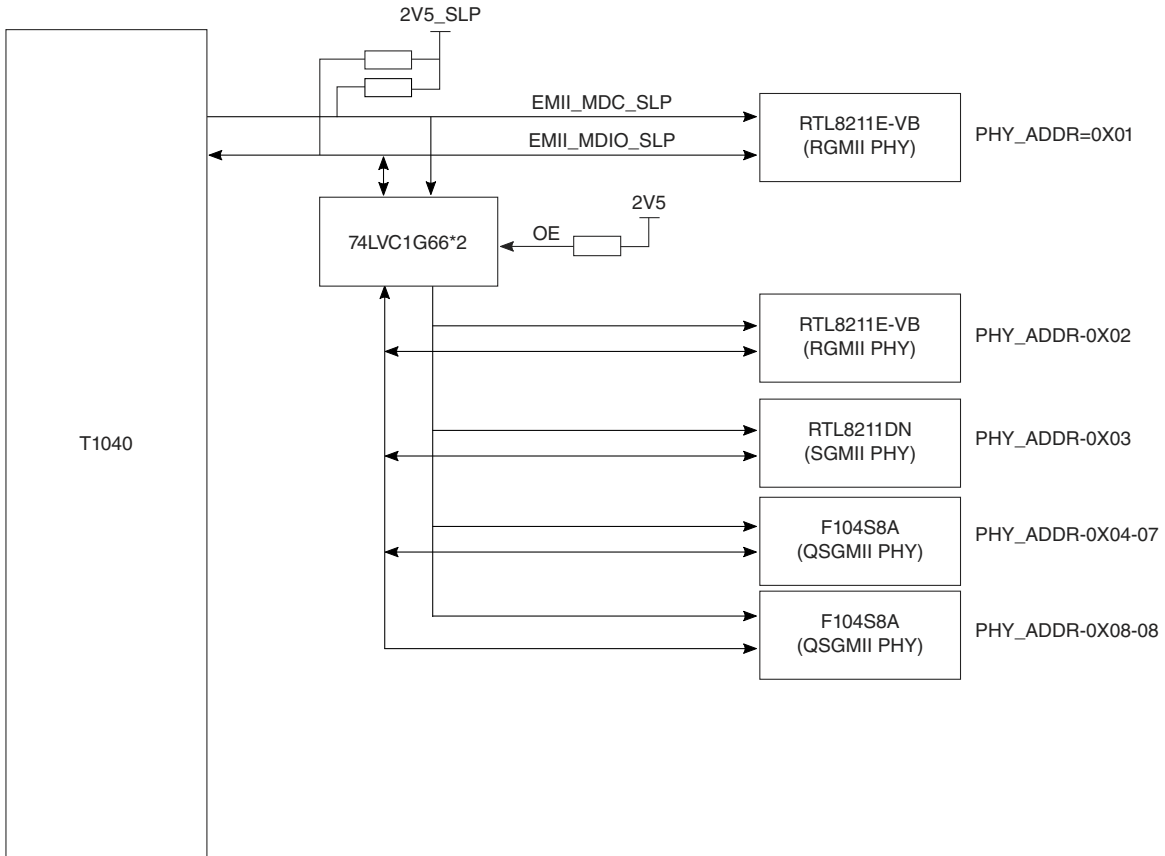 2V5_SLP
EMII_MDC_SLP
EMII_MDIO_SLP
RTL8211E-VB
(RGMII PHY)
PHY_ADDR=0X01
74LVC1G66*2
OE
2V5
RTL8211E-VB
(RGMII PHY)
PHY_ADDR-0X02
T1040
RTL8211DN
(SGMII PHY)
PHY_ADDR-0X03
F104S8A
(QSGMII PHY)
PHY_ADDR-0X04-07
F104S8A
(QSGMII PHY)
PHY_ADDR-0X08-08